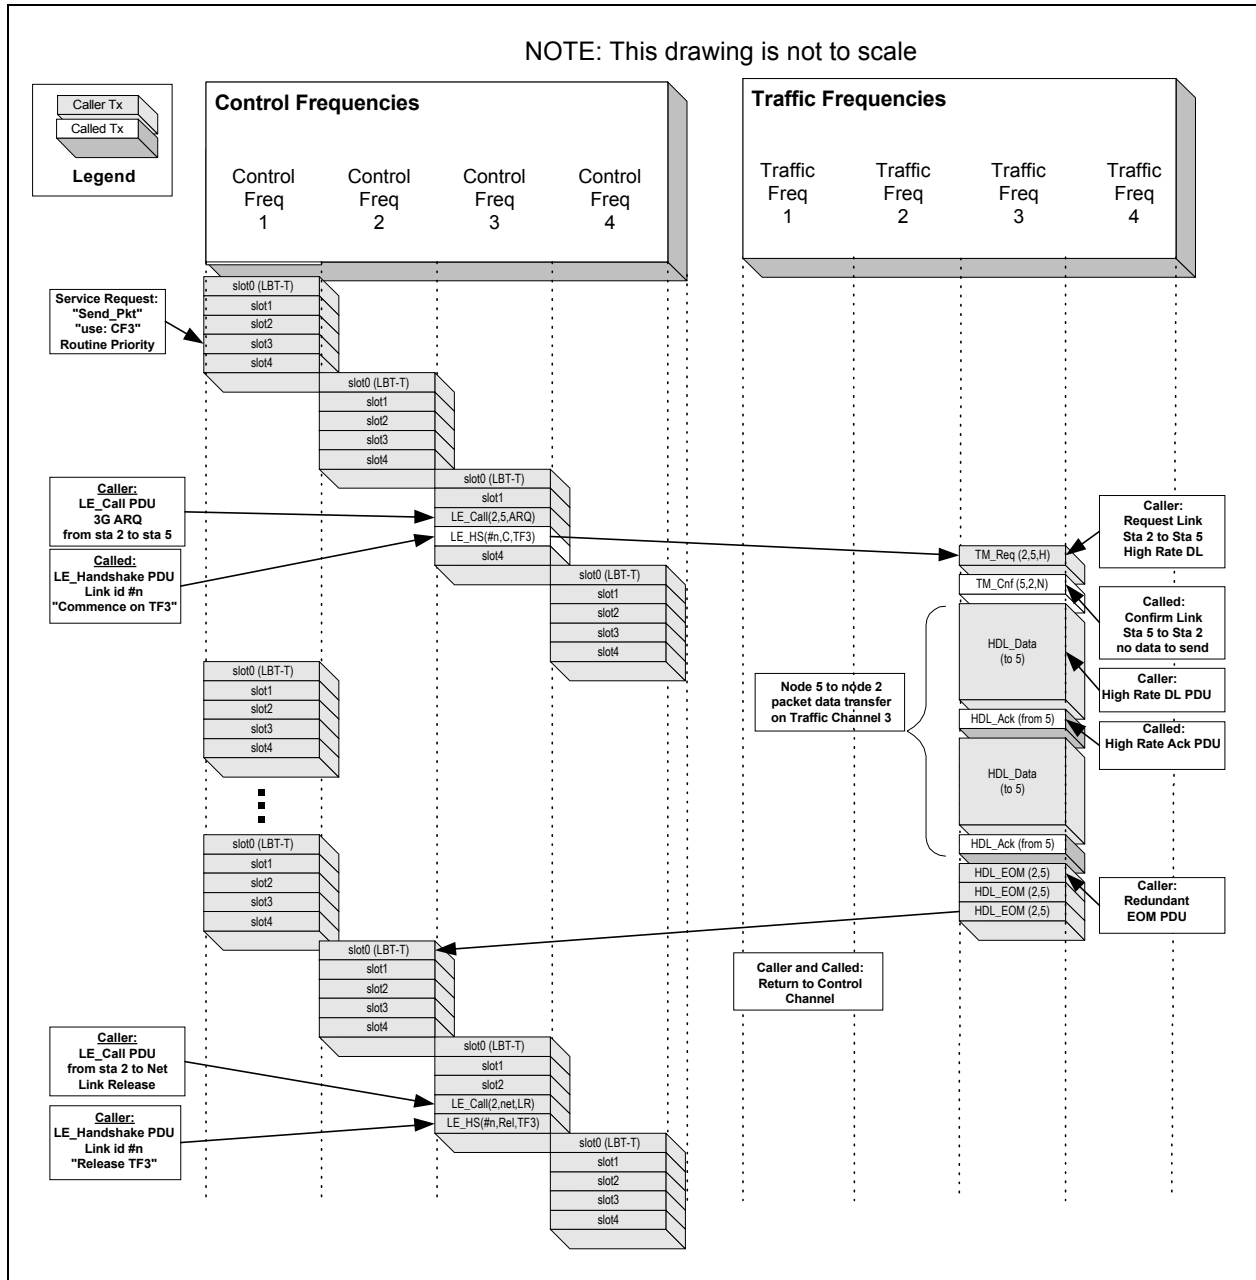 NOTE: This drawing is not to scale
Caller Tx
Called Tx
Legend
Control Frequencies
Control
Freq
1
Control
Freq
2
Control
Freq
3
Control
Freq
4
Traffic Frequencies
Traffic
Freq
1
Traffic
Freq
2
Traffic
Freq
3
Traffic
Freq
4
Service Request:
"Send_Pkt"
"use: CF3"
Routine Priority
slot0 (LBT-T)
slot1
slot2
slot3
slot4
slot0 (LBT-T)
slot1
slot2
slot3
slot4
Caller:
LE_Call PDU
3G ARQ
from sta 2 to sta 5
Called:
LE_Handshake PDU
Link id #n
"Commence on TF3"
slot0 (LBT-T)
slot1
LE_Call(2,5,ARQ)
LE_HS(#n,C,TF3)
slot4
slot0 (LBT-T)
slot1
slot2
slot3
slot4
TM_Req (2,5,H)
TM_Cnf (5,2,N)
HDL_Data
(to 5)
HDL_Ack (from 5)
HDL_Data
(to 5)
HDL_Ack (from 5)
HDL_EOM (2,5)
HDL_EOM (2,5)
HDL_EOM (2,5)
Caller:
Request Link
Sta 2 to Sta 5
High Rate DL
Called:
Confirm Link
Sta 5 to Sta 2
no data to send
Caller:
High Rate DL PDU
Called:
High Rate Ack PDU
Caller:
Redundant
EOM PDU
Node 5 to node 2
packet data transfer
on Traffic Channel 3
slot0 (LBT-T)
slot1
slot2
slot3
slot4
slot0 (LBT-T)
slot1
slot2
slot3
slot4
slot0 (LBT-T)
slot1
slot2
slot3
slot4
Caller and Called:
Return to Control
Channel
Caller:
LE_Call PDU
from sta 2 to Net
Link Release
Caller:
LE_Handshake PDU
Link id #n
"Release TF3"
slot0 (LBT-T)
slot1
slot2
LE_Call(2,net,LR)
LE_HS(#n,Rel,TF3)
slot0 (LBT-T)
slot1
slot2
slot3
slot4